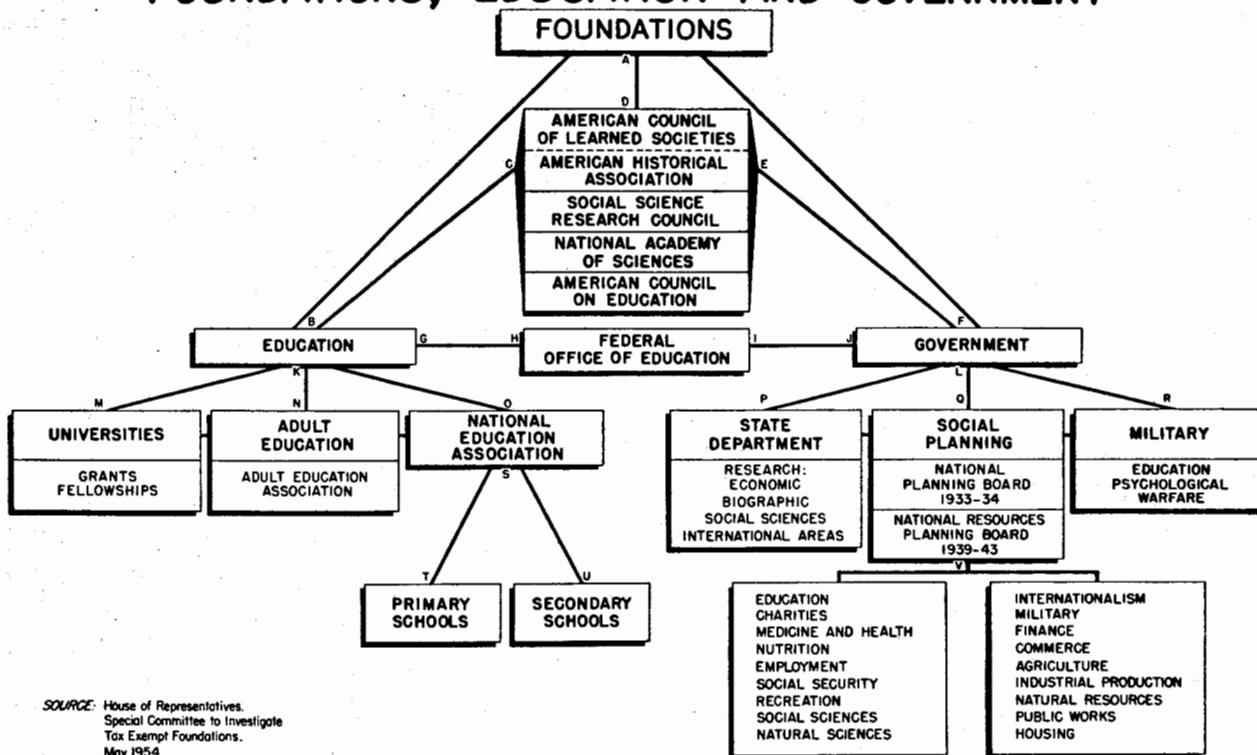 FOUNDATIONS, EDUCATION AND GOVERNMENT
FOUNDATIONS
A
D
AMERICAN COUNCIL
OF LEARNED SOCIETIES
AMERICAN HISTORICAL
ASSOCIATION
SOCIAL SCIENCE
RESEARCH COUNCIL
NATIONAL ACADEMY
OF SCIENCES
AMERICAN COUNCIL
ON EDUCATION
C
E
B
F
EDUCATION
G
H
FEDERAL
OFFICE OF EDUCATION
I
J
GOVERNMENT
K
L
M
N
O
P
Q
R
UNIVERSITIES
GRANTS
FELLOWSHIPS
ADULT
EDUCATION
ADULT EDUCATION
ASSOCIATION
NATIONAL
EDUCATION
ASSOCIATION
S
STATE
DEPARTMENT
RESEARCH:
ECONOMIC
BIOGRAPHIC
SOCIAL SCIENCES
INTERNATIONAL AREAS
SOCIAL
PLANNING
NATIONAL
PLANNING BOARD
1933-34
NATIONAL RESOURCES
PLANNING BOARD
1939-43
MILITARY
EDUCATION
PSYCHOLOGICAL
WARFARE
T
U
V
PRIMARY
SCHOOLS
SECONDARY
SCHOOLS
EDUCATION
CHARITIES
MEDICINE AND HEALTH
NUTRITION
EMPLOYMENT
SOCIAL SECURITY
RECREATION
SOCIAL SCIENCES
NATURAL SCIENCES
INTERNATIONALISM
MILITARY
FINANCE
COMMERCE
AGRICULTURE
INDUSTRIAL PRODUCTION
NATURAL RESOURCES
PUBLIC WORKS
HOUSING
SOURCE: House of Representatives.
Special Committee to Investigate
Tax Exempt Foundations.
May 1954